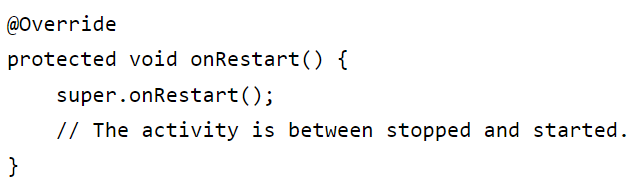 @Override
protected void onRestart() {
    super.onRestart();
    // The activity is between stopped and started.
}